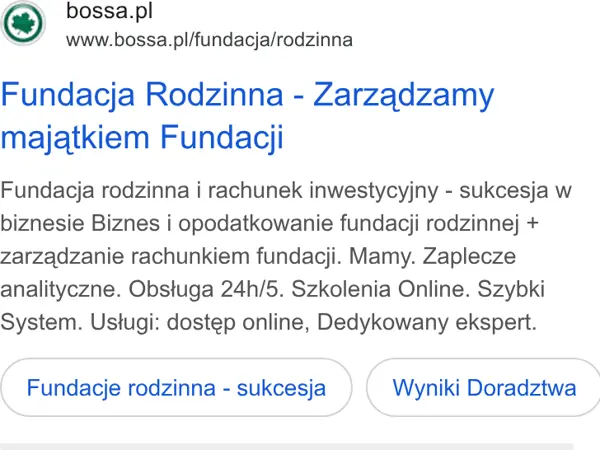 bossa.pl
www.bossa.pl/fundacja/rodzinna
Fundacja Rodzinna - Zarządzamy
majątkiem Fundacji
Fundacja rodzinna i rachunek inwestycyjny - sukcesja w
biznesie Biznes i opodatkowanie fundacji rodzinnej +
zarządzanie rachunkiem fundacji. Mamy. Zaplecze
analityczne. Obsługa 24h/5. Szkolenia Online. Szybki
System. Usługi: dostęp online, Dedykowany ekspert.
Fundacje rodzinna - sukcesja
Wyniki Doradztwa